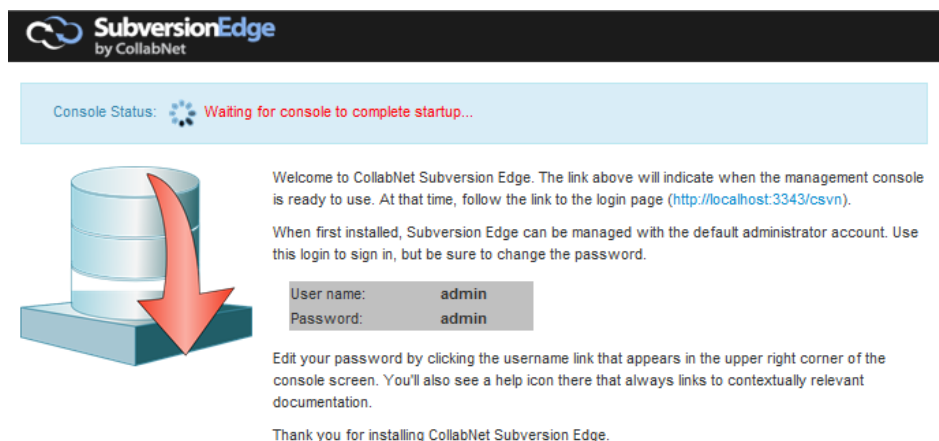 SubversionEdge
by CollabNet
Console Status: Waiting for console to complete startup...
Welcome to CollabNet Subversion Edge. The link above will indicate when the management console
is ready to use. At that time, follow the link to the login page (http://localhost:3343/csvn).
When first installed, Subversion Edge can be managed with the default administrator account. Use
this login to sign in, but be sure to change the password.
User name: admin
Password: admin
Edit your password by clicking the username link that appears in the upper right corner of the
console screen. You'll also see a help icon there that always links to contextually relevant
documentation.
Thank you for installing CollabNet Subversion Edge.